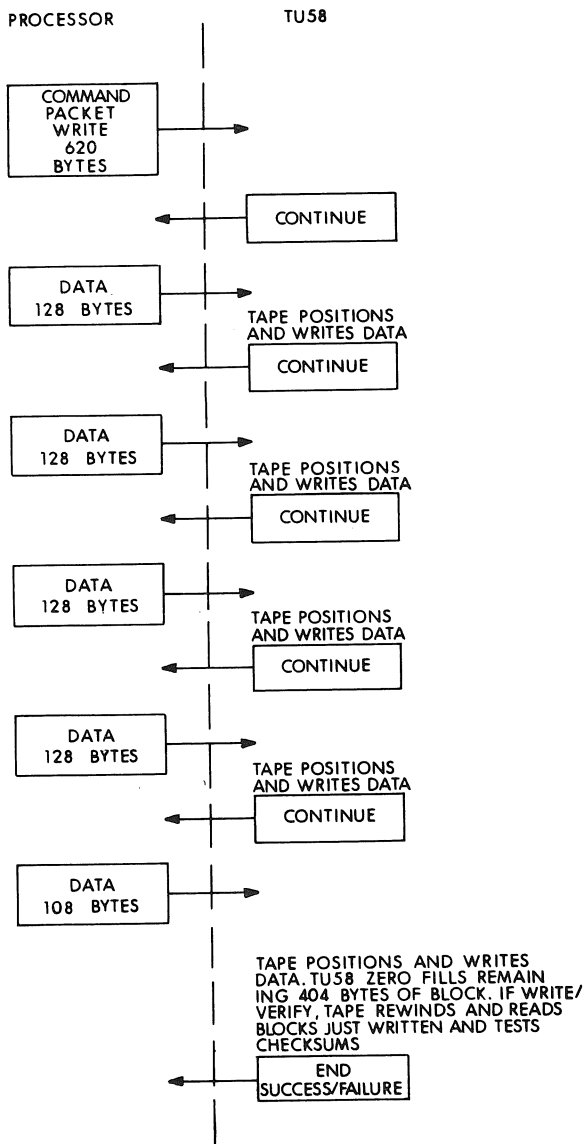 PROCESSOR TU58
COMMAND
PACKET
WRITE
620
BYTES
CONTINUE
DATA
128 BYTES
TAPE POSITIONS
AND WRITES DATA
CONTINUE
DATA
128 BYTES
TAPE POSITIONS
AND WRITES DATA
CONTINUE
DATA
128 BYTES
TAPE POSITIONS
AND WRITES DATA
CONTINUE
DATA
128 BYTES
TAPE POSITIONS
AND WRITES DATA
CONTINUE
DATA
108 BYTES
TAPE POSITIONS AND WRITES
DATA. TU58 ZERO FILLS REMAIN
ING 404 BYTES OF BLOCK. IF WRITE/
VERIFY, TAPE REWINDS AND READS
BLOCKS JUST WRITTEN AND TESTS
CHECKSUMS
END
SUCCESS/FAILURE